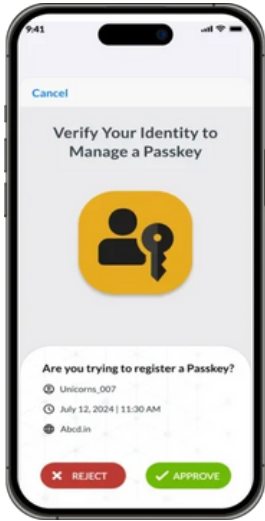 9:41
Cancel
Verify Your Identity to
Manage a Passkey
Are you trying to register a Passkey?
Unicorns_007
July 12, 2024 | 11:30 AM
Abcd.in
REJECT
APPROVE